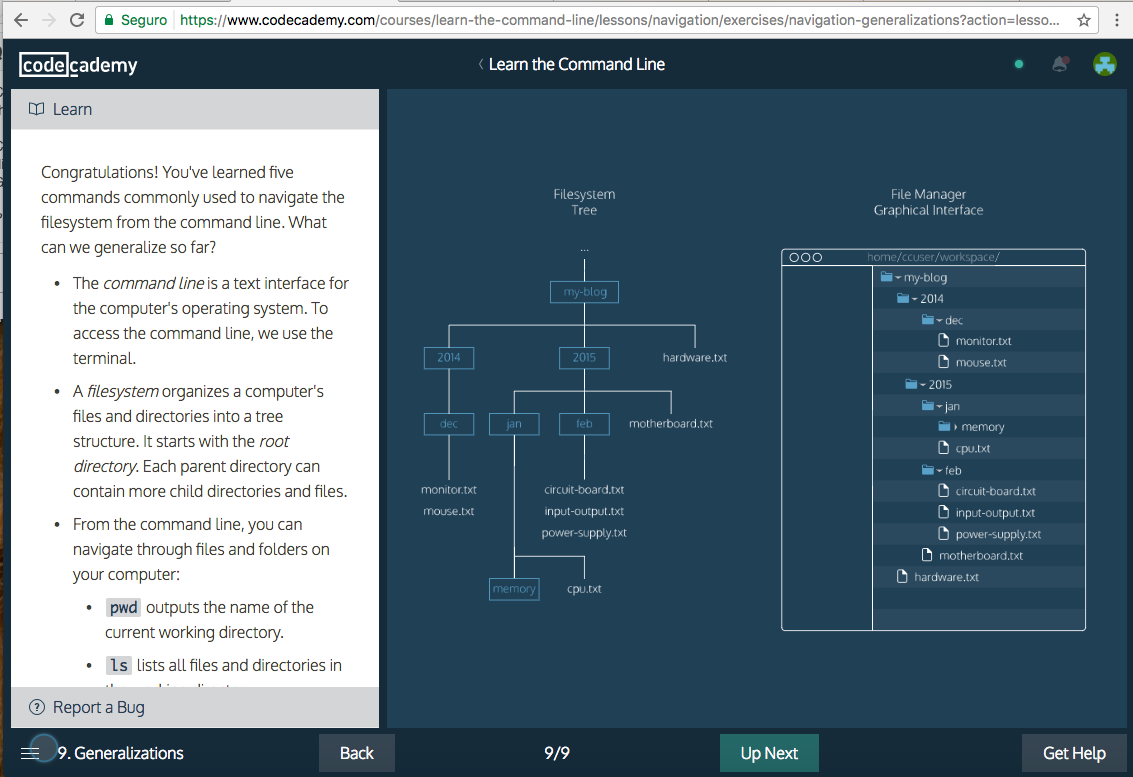 Seguro
https://www.codecademy.com/courses/learn-the-command-line/lessons/navigation/exercises/navigation-generalizations?action=lesso...
codecademy
Learn the Command Line
Learn
Congratulations! You've learned five
commands commonly used to navigate the
filesystem from the command line. What
can we generalize so far?
• The command line is a text interface for
the computer's operating system. To
access the command line, we use the
terminal.
• A filesystem organizes a computer's
files and directories into a tree
structure. It starts with the root
directory. Each parent directory can
contain more child directories and files.
• From the command line, you can
navigate through files and folders on
your computer:
• pwd outputs the name of the
current working directory.
• ls lists all files and directories in
Report a Bug
Filesystem
Tree
...
my-blog
2014
2015
hardware.txt
dec
jan
feb
motherboard.txt
monitor.txt
mouse.txt
circuit-board.txt
input-output.txt
power-supply.txt
memory
cpu.txt
File Manager
Graphical Interface
home/ccuser/workspace/
my-blog
2014
dec
monitor.txt
mouse.txt
2015
jan
memory
cpu.txt
feb
circuit-board.txt
input-output.txt
power-supply.txt
motherboard.txt
hardware.txt
9. Generalizations
Back
9/9
Up Next
Get Help